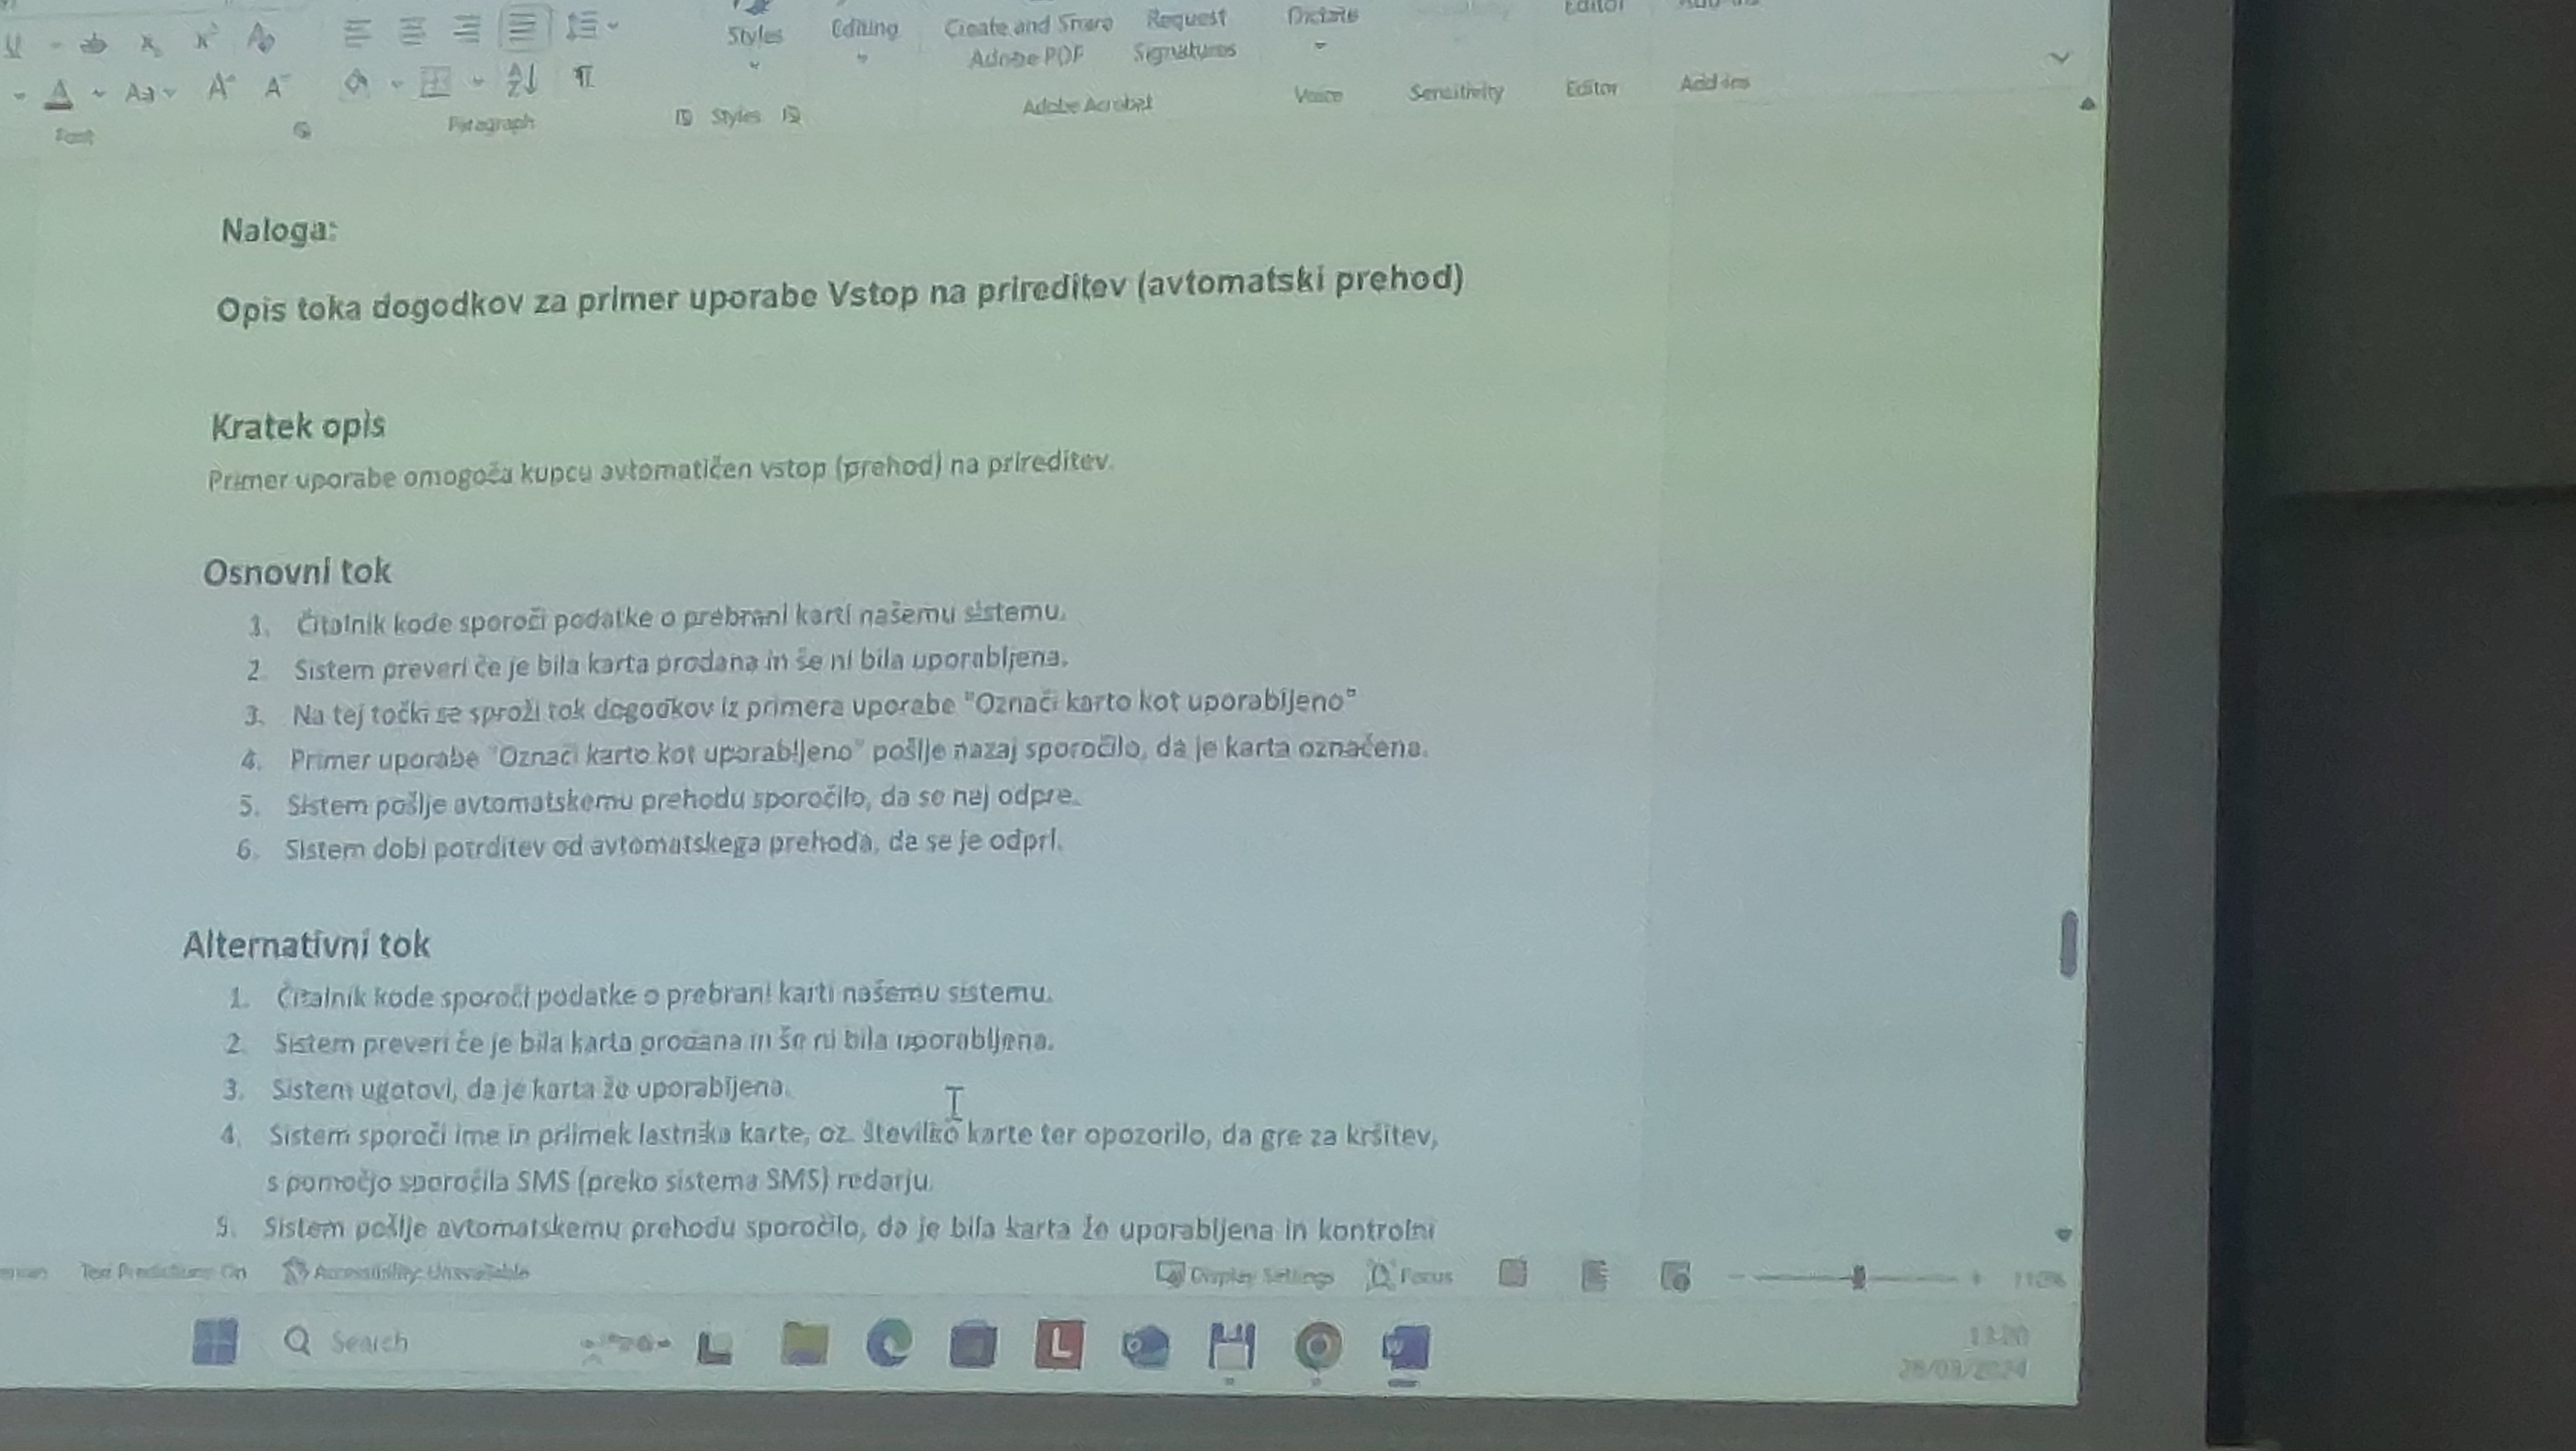 Styles
Editing
Create and Share
Adobe PDF
Request
Signatures
Dictate
Editor
Font
Paragraph
Styles
Adobe Acrobat
Voice
Sensitivity
Editor
Add-ins
Naloga:
Opis toka dogodkov za primer uporabe Vstop na prireditev (avtomatski prehod)
Kratek opis
Primer uporabe omogoča kupcu avtomatičen vstop (prehod) na prireditev.
Osnovni tok
1. Čitalnik kode sporoči podatke o prebrani karti našemu sistemu.
2. Sistem preveri če je bila karta prodana in še ni bila uporabljena.
3. Na tej točki se sproži tok dogodkov iz primera uporabe "Označi karto kot uporabljeno"
4. Primer uporabe "Označi karto kot uporabljeno" pošlje nazaj sporočilo, da je karta označena.
5. Sistem pošlje avtomatskemu prehodu sporočilo, da se naj odpre.
6. Sistem dobi potrditev od avtomatskega prehoda, da se je odprl.
Alternativni tok
1. Čitalnik kode sporoči podatke o prebrani karti našemu sistemu.
2. Sistem preveri če je bila karta prodana in še ni bila uporabljena.
3. Sistem ugotovi, da je karta že uporabljena.
4. Sistem sporoči ime in priimek lastnika karte, oz. številko karte ter opozorilo, da gre za kršitev,
s pomočjo sporočila SMS (preko sistema SMS) redarju.
5. Sistem pošlje avtomatskemu prehodu sporočilo, da je bila karta že uporabljena in kontrolni
Text Predictions: On
Accessibility: Unavailable
Display Settings
Focus
Search
L
13:20
28/03/2024